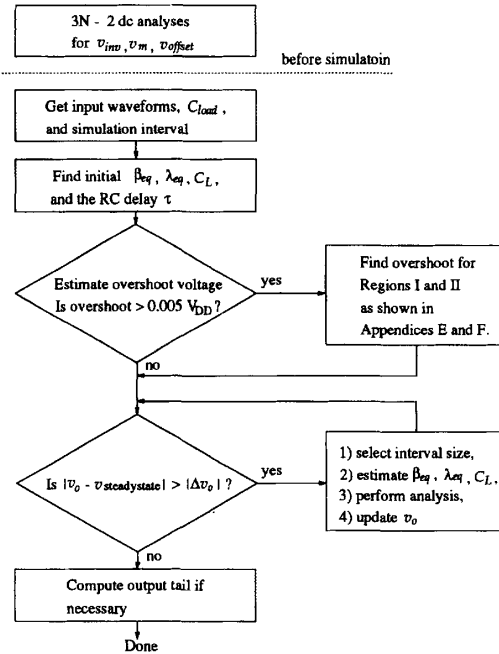 3N - 2 dc analyses
for v_inv, v_m, v_offset
before simulatoin
Get input waveforms, C_load,
and simulation interval
Find initial β_eq, λ_eq, C_L,
and the RC delay τ
Estimate overshoot voltage
Is overshoot > 0.005 V_DD?
yes
Find overshoot for
Regions I and II
as shown in
Appendices E and F.
no
Is |v_o - v_steadystate| > |Δv_o| ?
yes
1) select interval size,
2) estimate β_eq, λ_eq, C_L,
3) perform analysis,
4) update v_o
no
Compute output tail if
necessary
Done